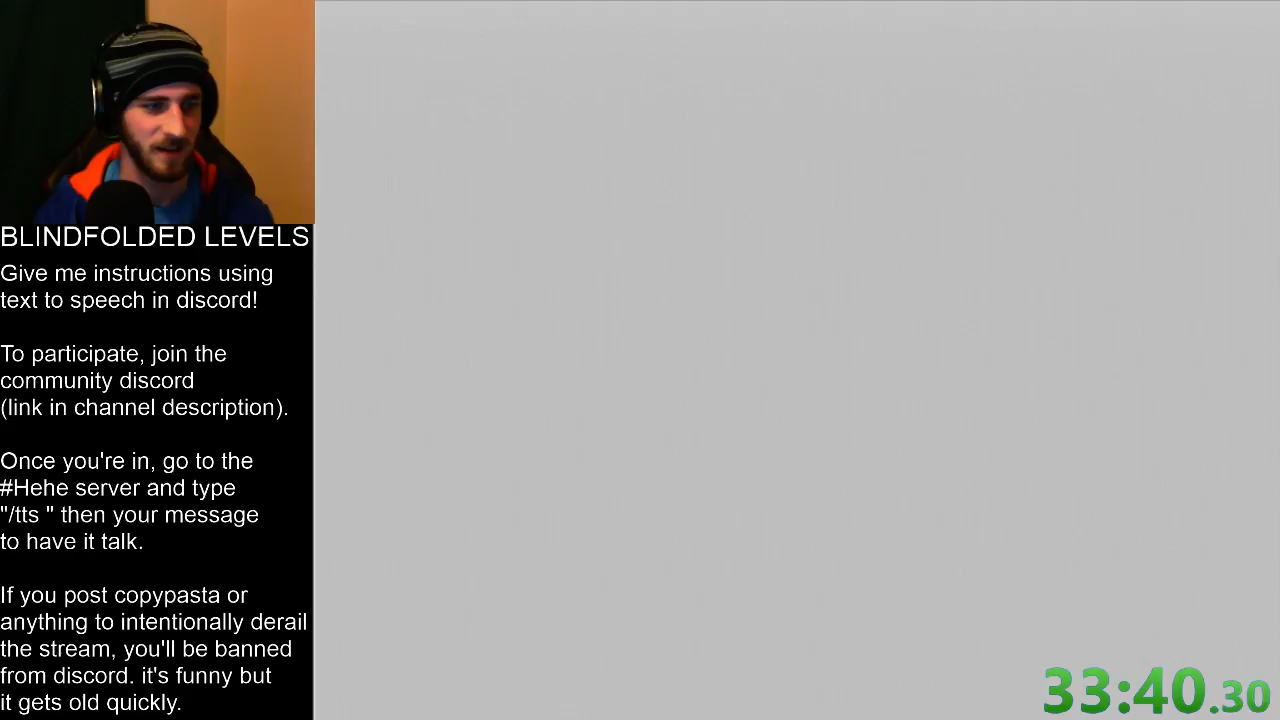 BLINDFOLDED LEVELS
Give me instructions using
text to speech in discord!
To participate, join the
community discord
(link in channel description).
Once you're in, go to the
#Hehe server and type
"/tts " then your message
to have it talk.
If you post copypasta or
anything to intentionally derail
the stream, you'll be banned
from discord. it's funny but
it gets old quickly.
33:40.30